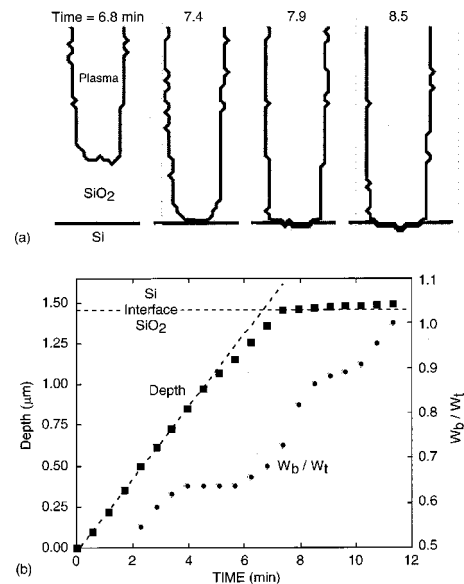 Time = 6.8 min 7.4 7.9 8.5
Plasma
SiO2
(a) Si
1.50
1.25
1.00
0.75
0.50
0.25
0.00
Depth (μm)
Si
Interface
SiO2
Depth
Wb / Wt
1.1
1.0
0.9
0.8
0.7
0.6
0.5
Wb / Wt
0 2 4 6 8 10 12
(b) TIME (min)